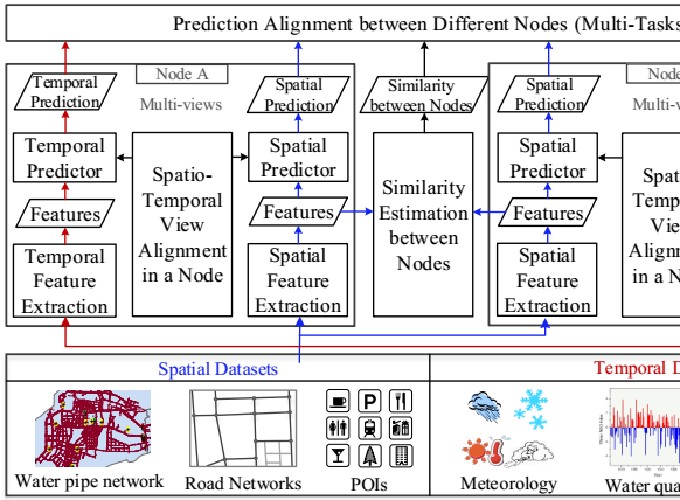 Prediction Alignment between Different Nodes (Multi-Tasks
Temporal
Prediction
Node A
Multi-views
Spatial
Prediction
Similarity
between Nodes
Spatial
Prediction
Node
Multi-v
Temporal
Predictor
Spatio-
Temporal
View
Alignment
in a Node
Spatial
Predictor
Similarity
Estimation
between
Nodes
Spatial
Predictor
Spat
Temp
Vie
Alignn
in a N
Features
Features
Features
Temporal
Feature
Extraction
Spatial
Feature
Extraction
Spatial
Feature
Extraction
Spatial Datasets
Temporal D
P
Water pipe network
Road Networks
POIs
Meteorology
Water qua